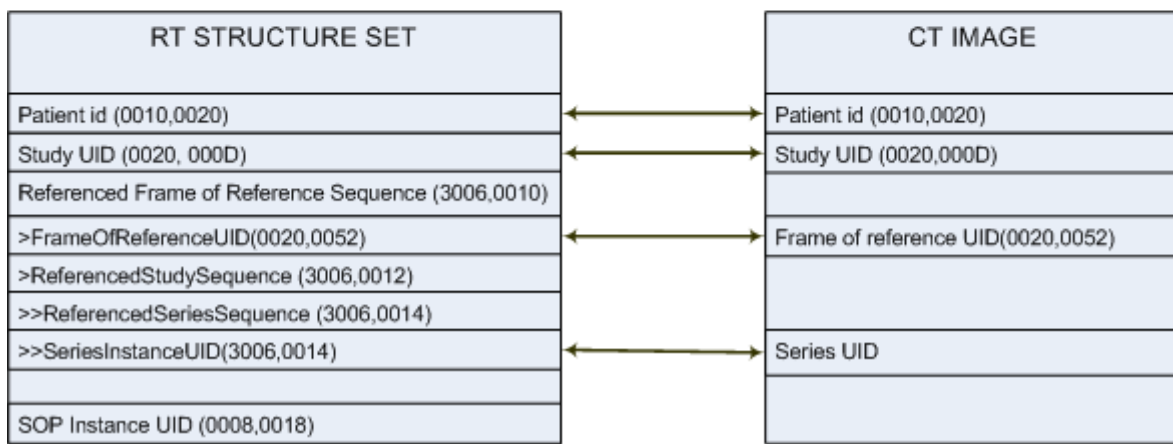 RT STRUCTURE SET
Patient id (0010,0020)
Study UID (0020, 000D)
Referenced Frame of Reference Sequence (3006,0010)
>FrameOfReferenceUID(0020,0052)
>ReferencedStudySequence (3006,0012)
>>ReferencedSeriesSequence (3006,0014)
>>SeriesInstanceUID(3006,0014)
SOP Instance UID (0008,0018)
CT IMAGE
Patient id (0010,0020)
Study UID (0020,000D)
Frame of reference UID(0020,0052)
Series UID